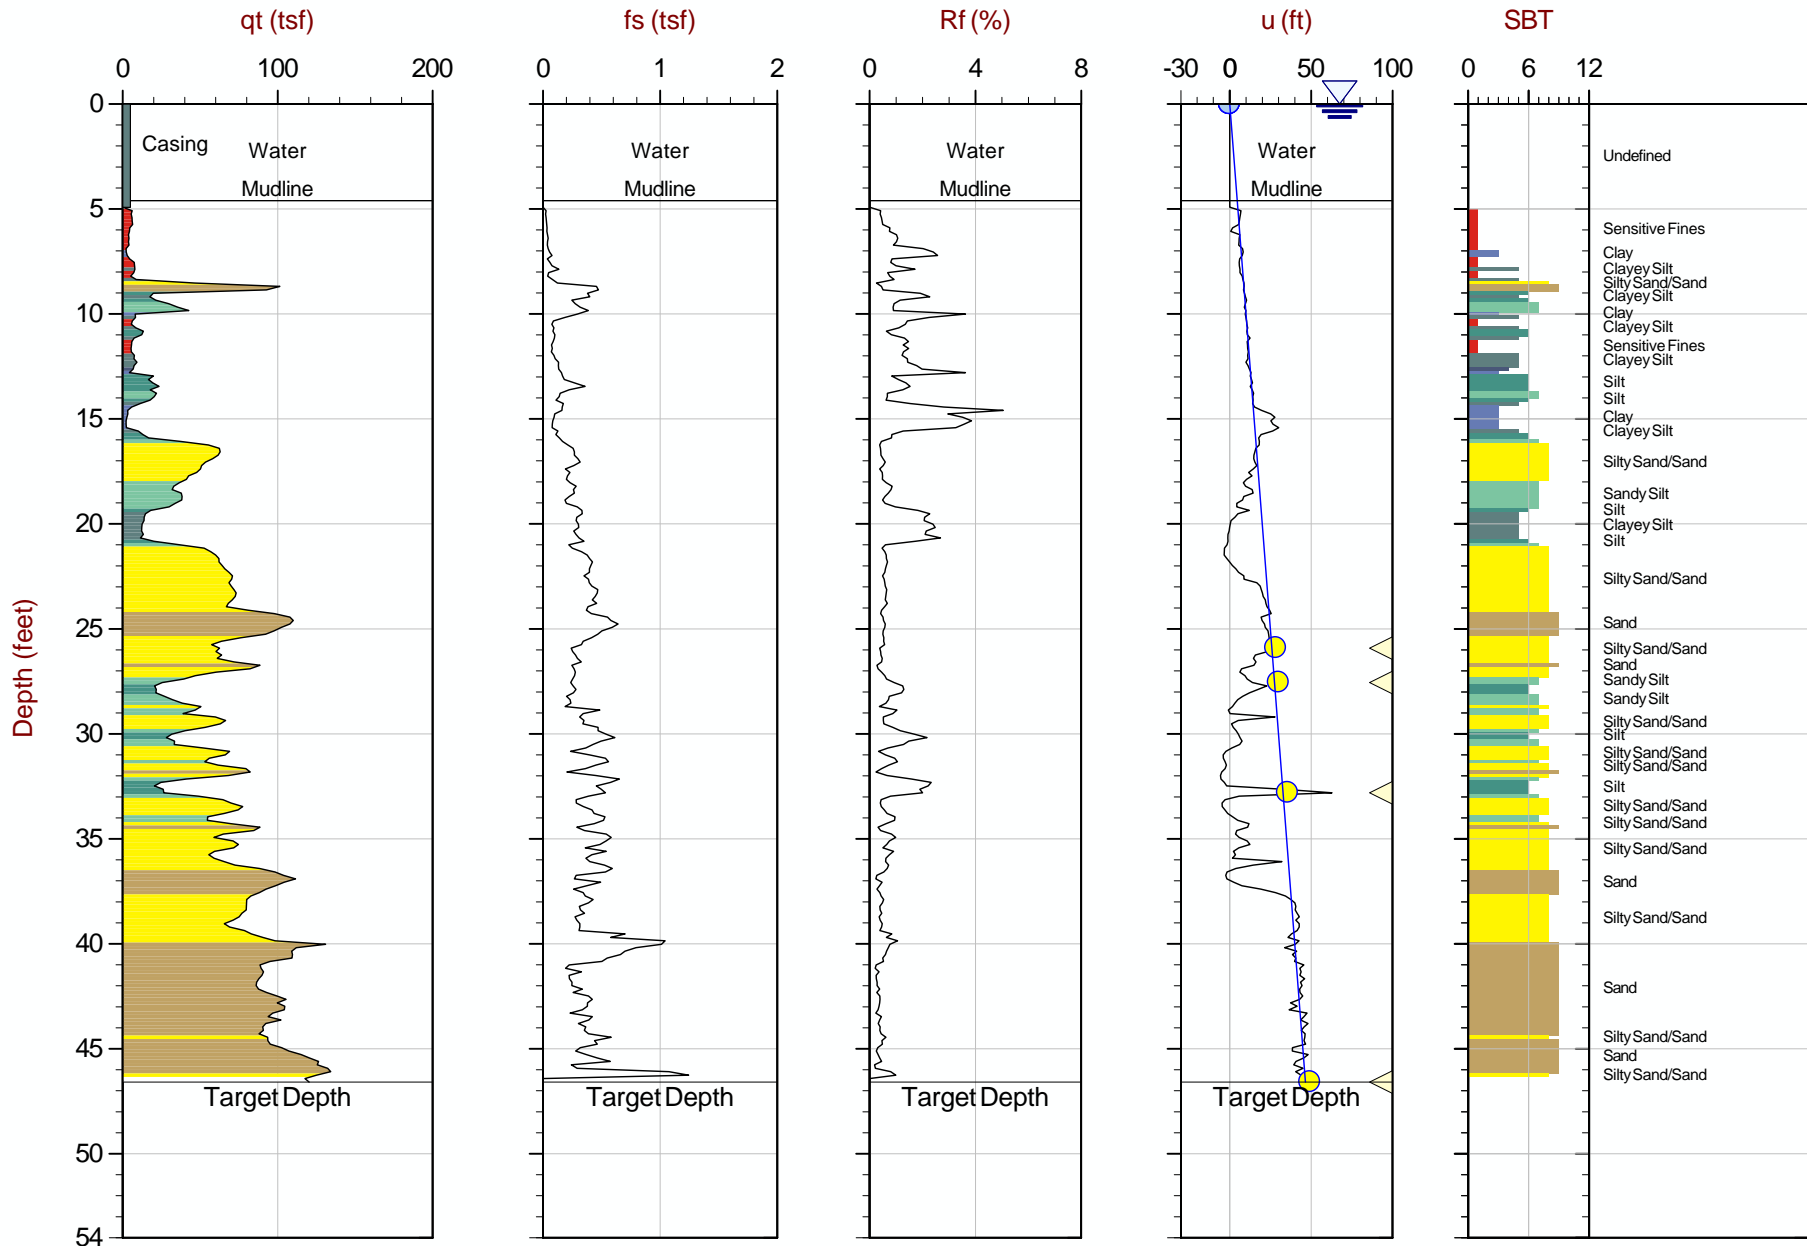 qt (tsf)
fs (tsf)
Rf (%)
u (ft)
SBT
0 100 200
0 1 2
0 4 8
-30 0 50 100
0 6 12
Depth (feet)
0
5
10
15
20
25
30
35
40
45
50
54
Casing
Water
Mudline
Water
Mudline
Water
Mudline
Water
Mudline
Target Depth
Target Depth
Target Depth
Target Depth
Undefined
Sensitive Fines
Clay
Clayey Silt
Silty Sand/Sand
Clayey Silt
Clay
Clayey Silt
Sensitive Fines
Clayey Silt
Silt
Silt
Clay
Clayey Silt
Silty Sand/Sand
Sandy Silt
Silt
Clayey Silt
Silt
Silty Sand/Sand
Sand
Silty Sand/Sand
Sand
Sandy Silt
Sandy Silt
Silty Sand/Sand
Silt
Silty Sand/Sand
Silty Sand/Sand
Silt
Silty Sand/Sand
Silty Sand/Sand
Silty Sand/Sand
Sand
Silty Sand/Sand
Sand
Silty Sand/Sand
Sand
Silty Sand/Sand